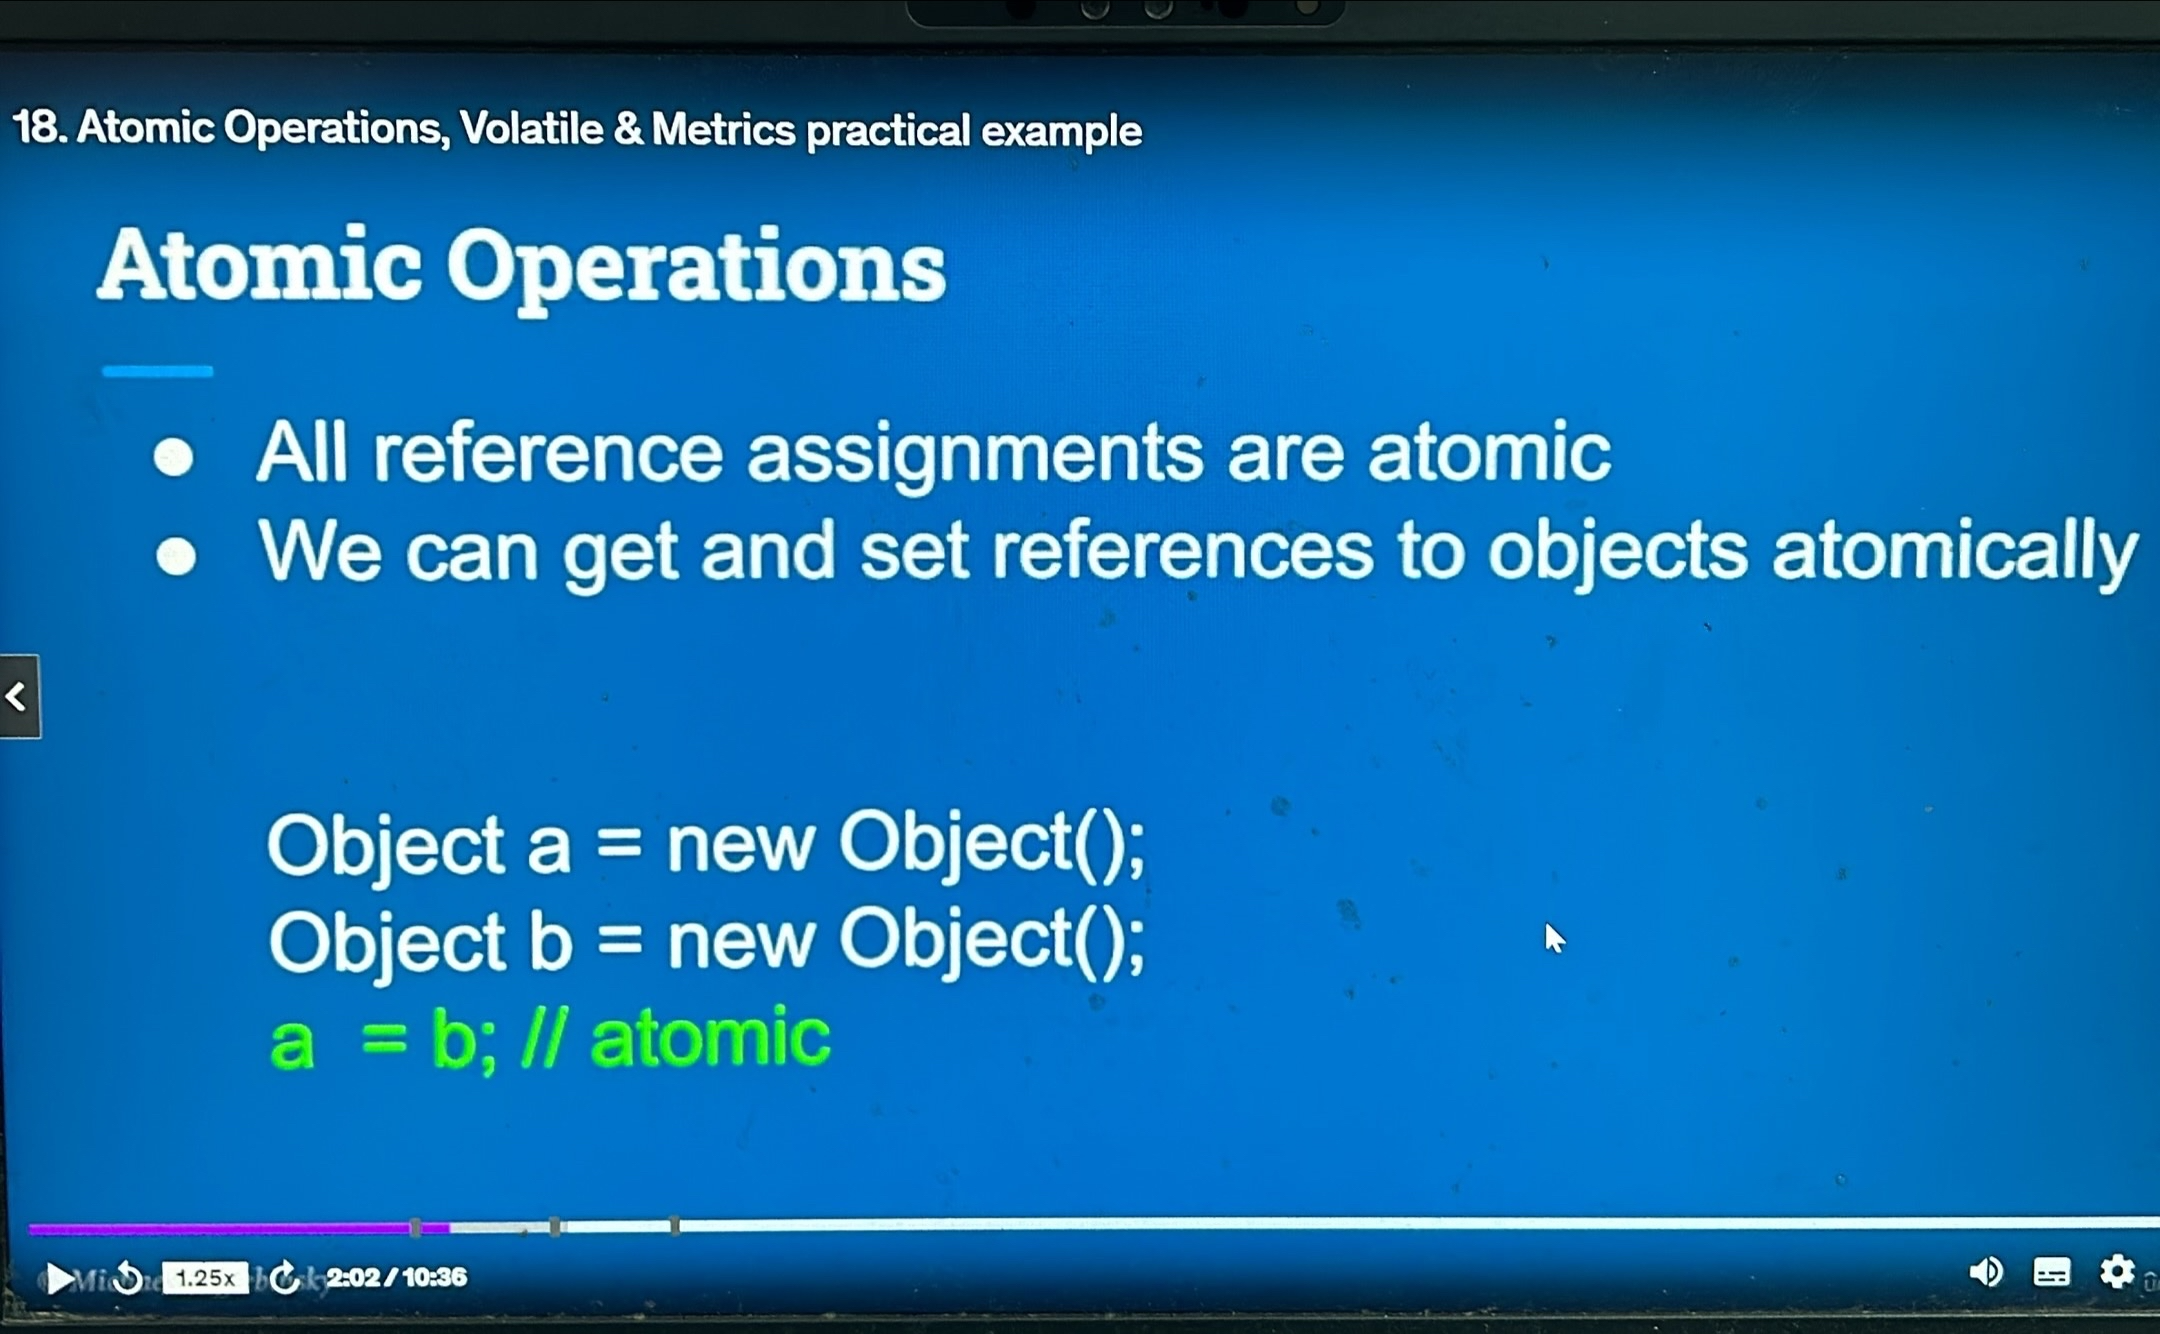 18. Atomic Operations, Volatile & Metrics practical example
Atomic Operations
● All reference assignments are atomic
● We can get and set references to objects atomically
Object a = new Object();
Object b = new Object();
a = b; // atomic
1.25x 2:02 / 10:36